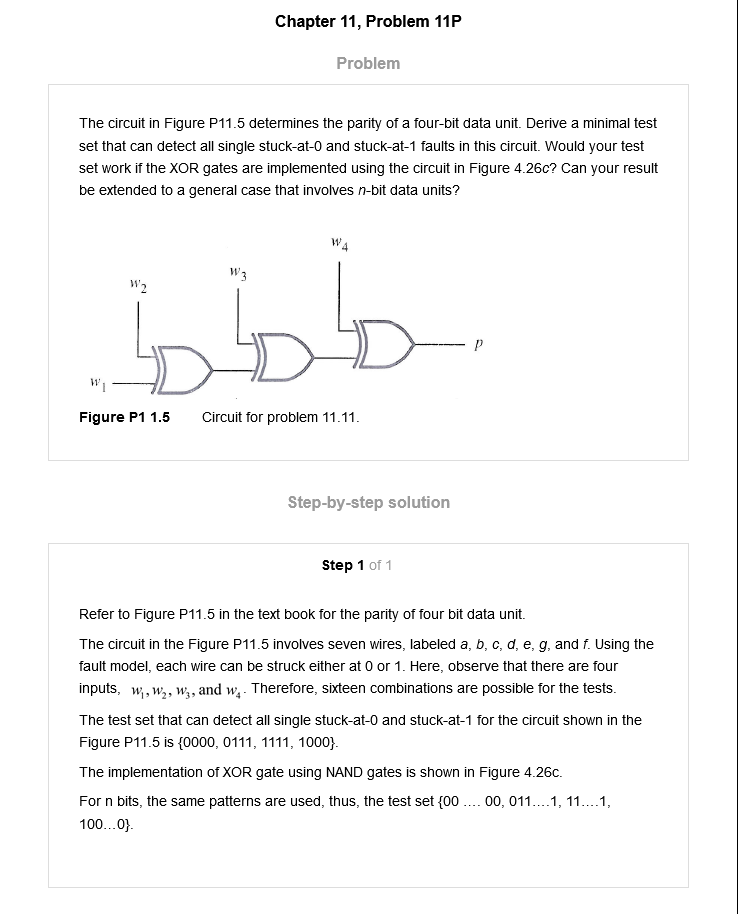 Chapter 11, Problem 11P
Problem
The circuit in Figure P11.5 determines the parity of a four-bit data unit. Derive a minimal test
set that can detect all single stuck-at-0 and stuck-at-1 faults in this circuit. Would your test
set work if the XOR gates are implemented using the circuit in Figure 4.26c? Can your result
be extended to a general case that involves n-bit data units?
w4
w3
w2
p
w1
Figure P1 1.5 Circuit for problem 11.11.
Step-by-step solution
Step 1 of 1
Refer to Figure P11.5 in the text book for the parity of four bit data unit.
The circuit in the Figure P11.5 involves seven wires, labeled a, b, c, d, e, g, and f. Using the
fault model, each wire can be struck either at 0 or 1. Here, observe that there are four
inputs, w1, w2, w3, and w4. Therefore, sixteen combinations are possible for the tests.
The test set that can detect all single stuck-at-0 and stuck-at-1 for the circuit shown in the
Figure P11.5 is {0000, 0111, 1111, 1000}.
The implementation of XOR gate using NAND gates is shown in Figure 4.26c.
For n bits, the same patterns are used, thus, the test set {00 .... 00, 011....1, 11....1,
100...0}.